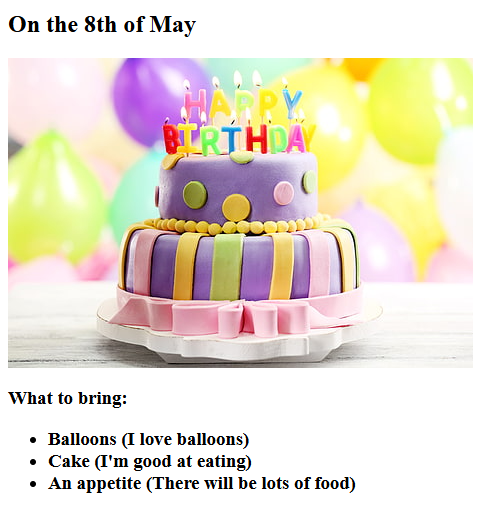 On the 8th of May
HAPPY
BIRTHDAY
What to bring:
Balloons (I love balloons)
Cake (I'm good at eating)
An appetite (There will be lots of food)